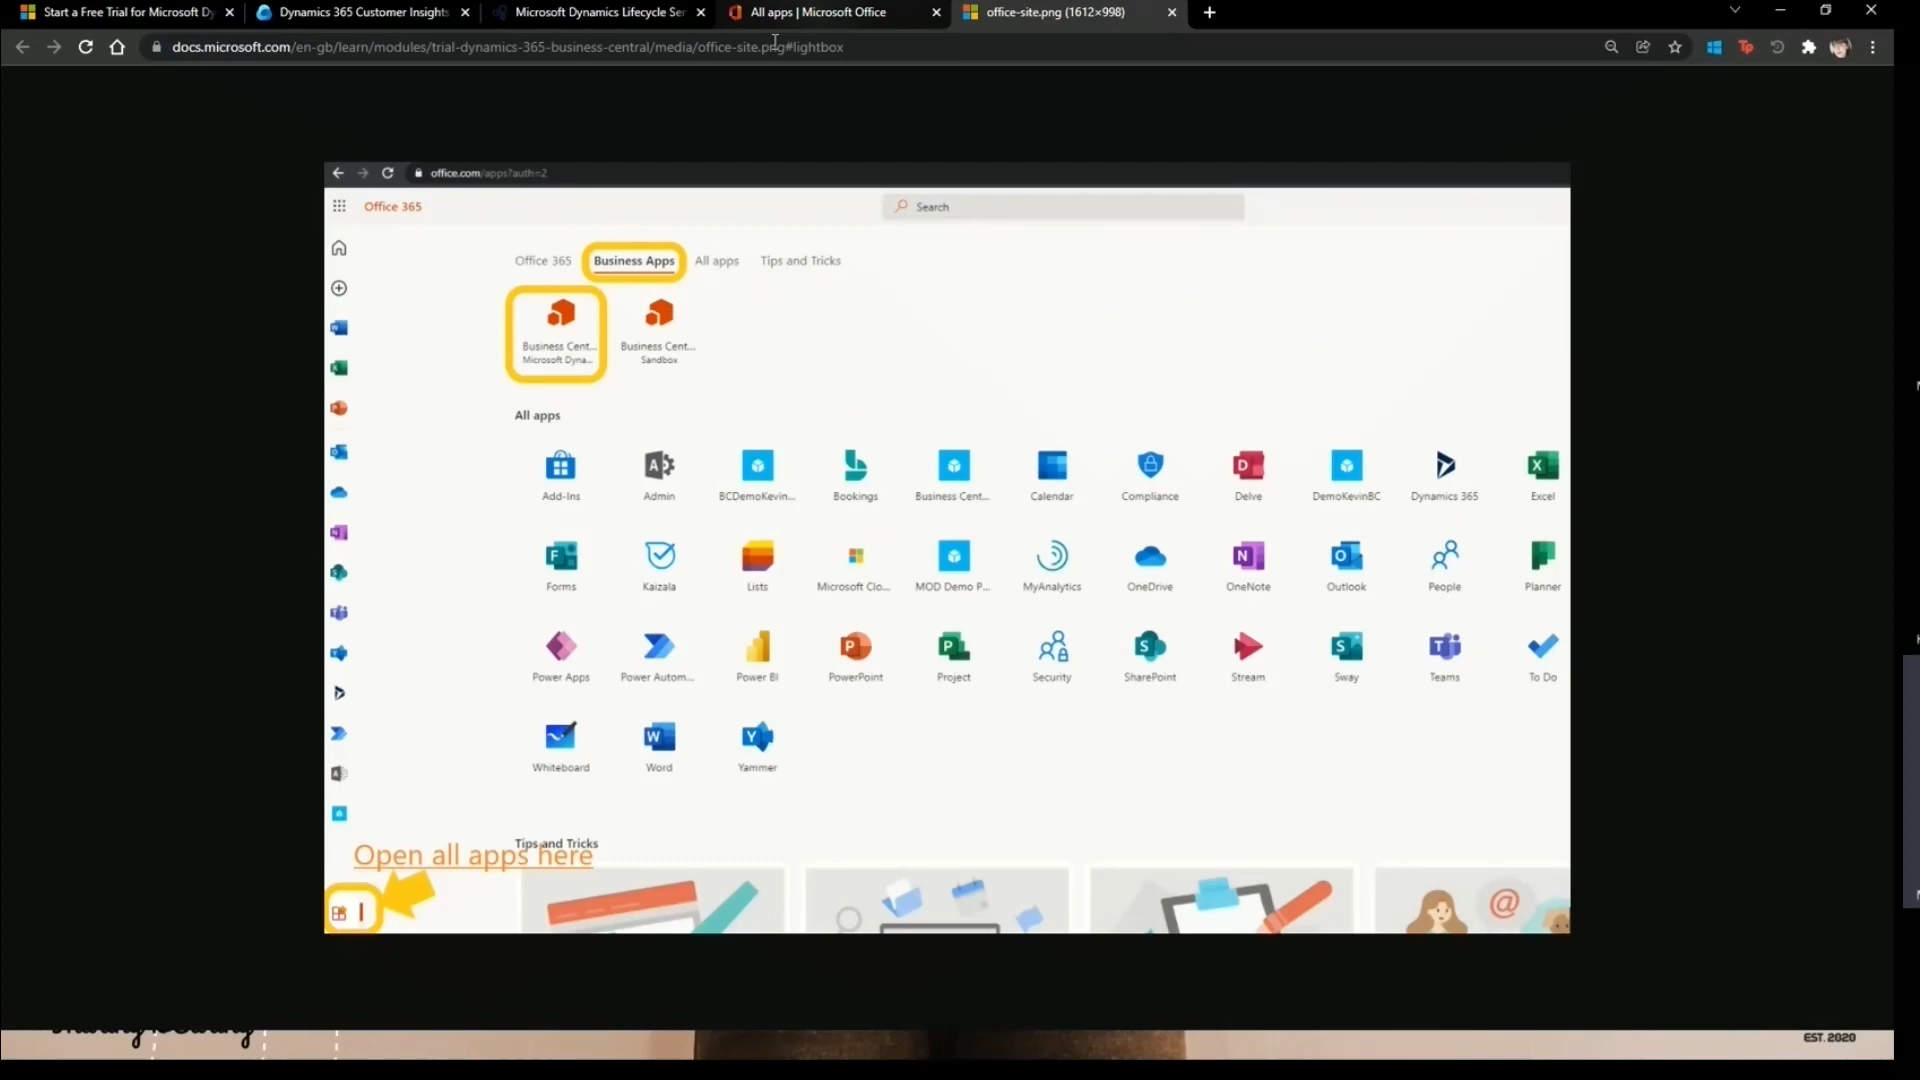 Start a Free Trial for Microsoft Dy
Dynamics 365 Customer Insights
Microsoft Dynamics Lifecycle Ser
All apps | Microsoft Office
office-site.png (1612×998)
docs.microsoft.com/en-gb/learn/modules/trial-dynamics-365-business-central/media/office-site.png#lightbox
office.com/apps?auth=2
Office 365
Search
Office 365 Business Apps All apps Tips and Tricks
Business Cent... Business Cent...
Microsoft Dyna... Sandbox
All apps
Add-Ins Admin BCDemoKevin... Bookings Business Cent... Calendar Compliance Delve DemoKevinBC Dynamics 365 Excel
Forms Kaizala Lists Microsoft Clo... MOD Demo P... MyAnalytics OneDrive OneNote Outlook People Planner
Power Apps Power Autom... Power BI PowerPoint Project Security SharePoint Stream Sway Teams To Do
Whiteboard Word Yammer
Tips and Tricks
Open all apps here
EST. 2020